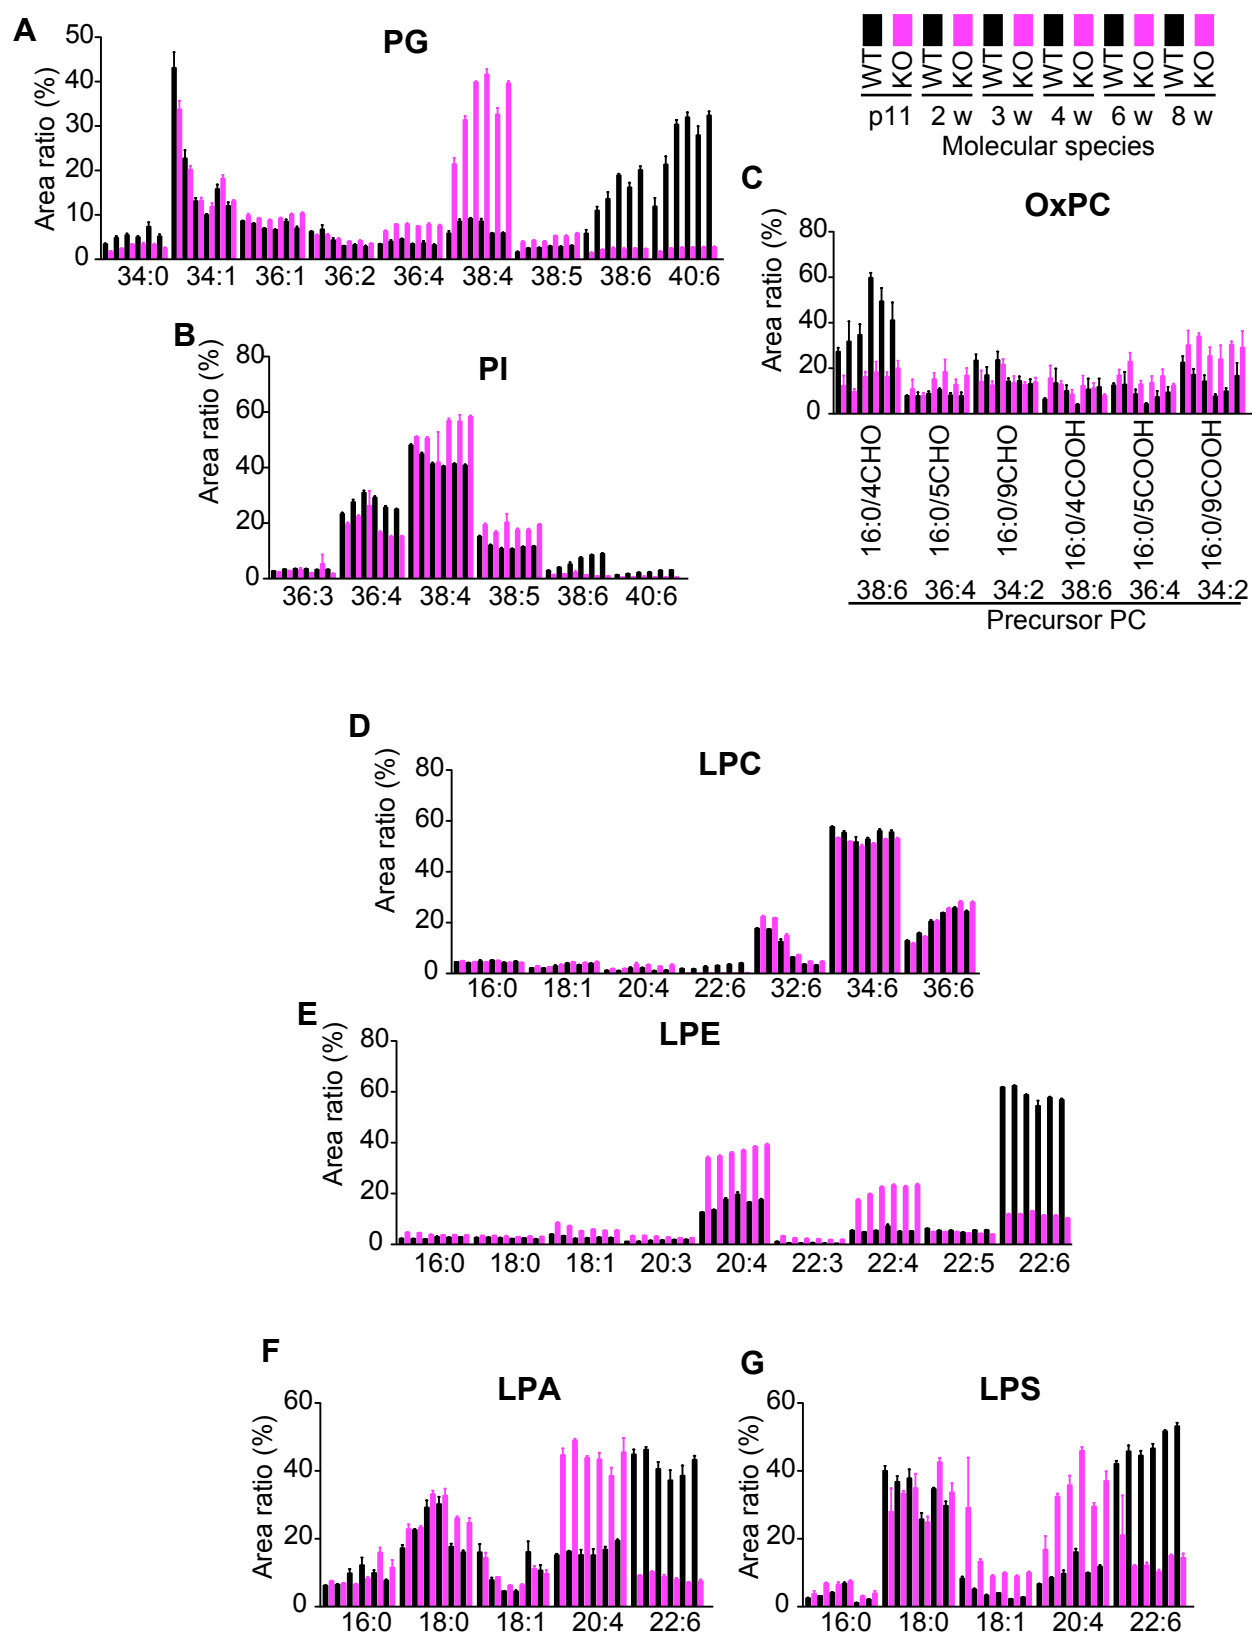 A
PG
Area ratio (%)
50
40
30
20
10
0
34:0 34:1 36:1 36:2 36:4 38:4 38:5 38:6 40:6
WT KO WT KO WT KO WT KO WT KO WT KO
p11 2 w 3 w 4 w 6 w 8 w
Molecular species
B
PI
Area ratio (%)
80
60
40
20
0
36:3 36:4 38:4 38:5 38:6 40:6
C
OxPC
Area ratio (%)
80
60
40
20
0
16:0/4CHO 16:0/5CHO 16:0/9CHO 16:0/4COOH 16:0/5COOH 16:0/9COOH
38:6 36:4 34:2 38:6 36:4 34:2
Precursor PC
D
LPC
Area ratio (%)
80
60
40
20
0
16:0 18:1 20:4 22:6 32:6 34:6 36:6
E
LPE
Area ratio (%)
80
60
40
20
0
16:0 18:0 18:1 20:3 20:4 22:3 22:4 22:5 22:6
F
LPA
Area ratio (%)
60
40
20
0
16:0 18:0 18:1 20:4 22:6
G
LPS
Area ratio (%)
60
40
20
0
16:0 18:0 18:1 20:4 22:6